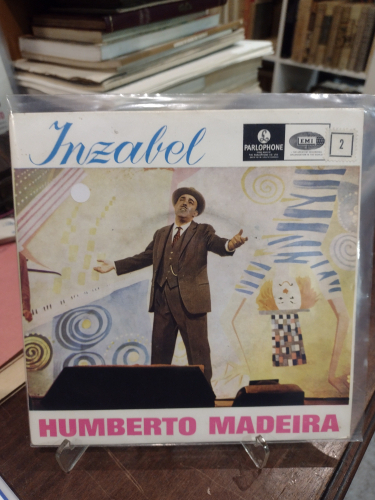 Inzabel
PARLOPHONE
EMI
2
HUMBERTO MADEIRA